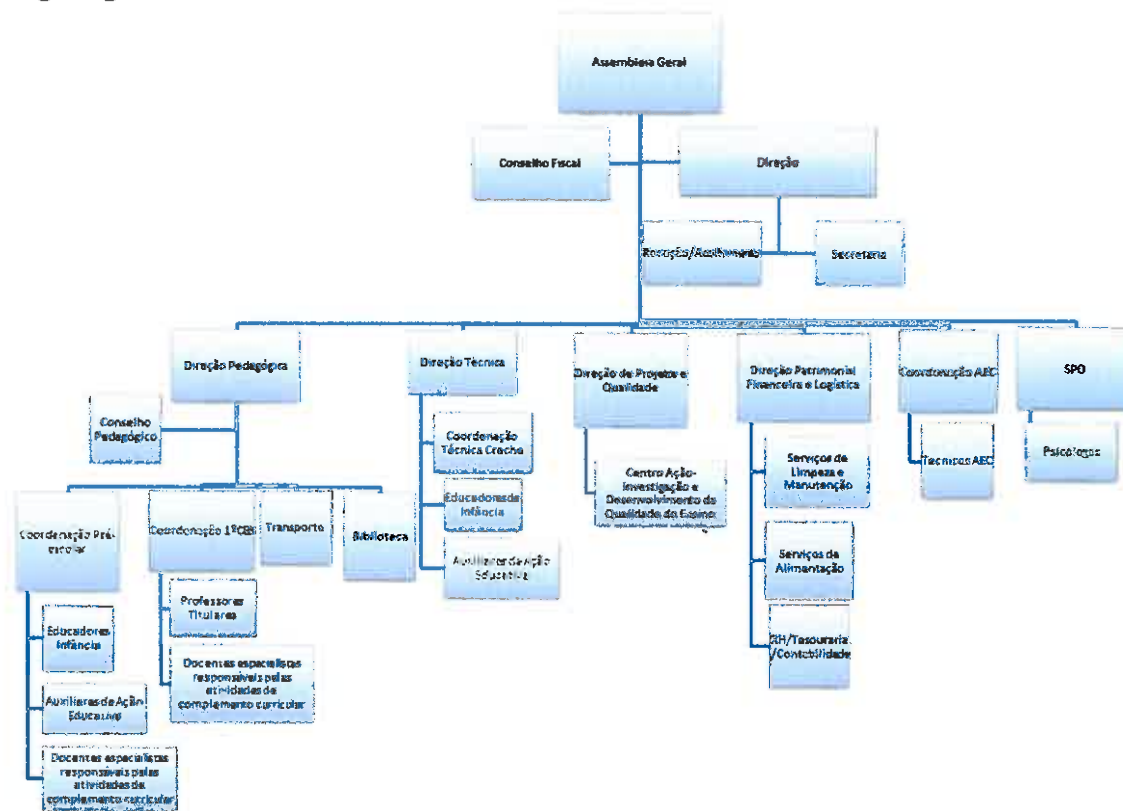 Assembleia Geral
Conselho Fiscal
Direção
Receção/Acolhimento
Secretaria
Direção Pedagógica
Direção Técnica
Direção de Projetos e
Qualidade
Direção Patrimonial
Financeira e Logística
Coordenação AEC
SPO
Conselho
Pedagógico
Coordenação
Técnica Creche
Educadores de
Infância
Auxiliares de Ação
Educativa
Centro Ação-
Investigação e
Desenvolvimento da
Qualidade do Ensino
Serviços de
Limpeza e
Manutenção
Serviços de
Alimentação
RH/Tesouraria
/Contabilidade
Técnicos AEC
Psicólogos
Coordenação Pré-
escolar
Coordenação 1ºCEB
Transporte
Biblioteca
Educadores
Infância
Auxiliares de Ação
Educativa
Docentes especialistas
responsáveis pelas
atividades de
complemento curricular
Professores
Titulares
Docentes especialistas
responsáveis pelas
atividades de
complemento curricular